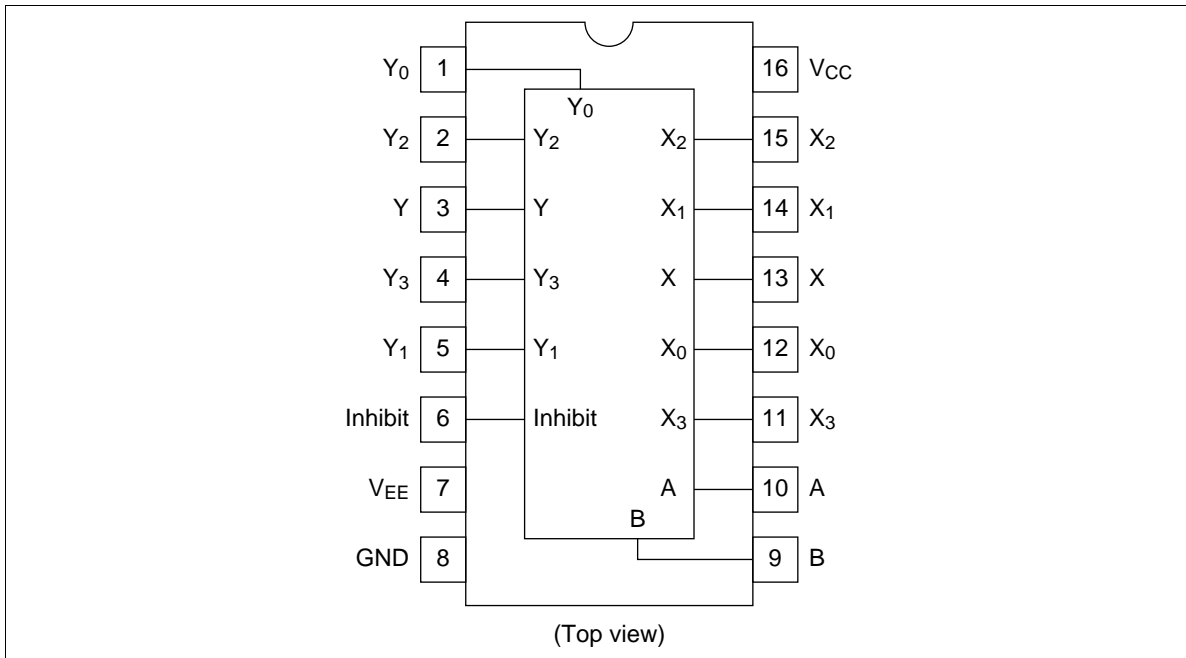 Y0 1 16 VCC
Y0
Y2 2 Y2 X2 15 X2
Y 3 Y X1 14 X1
Y3 4 Y3 X 13 X
Y1 5 Y1 X0 12 X0
Inhibit 6 Inhibit X3 11 X3
VEE 7 A 10 A
B
GND 8 9 B
(Top view)